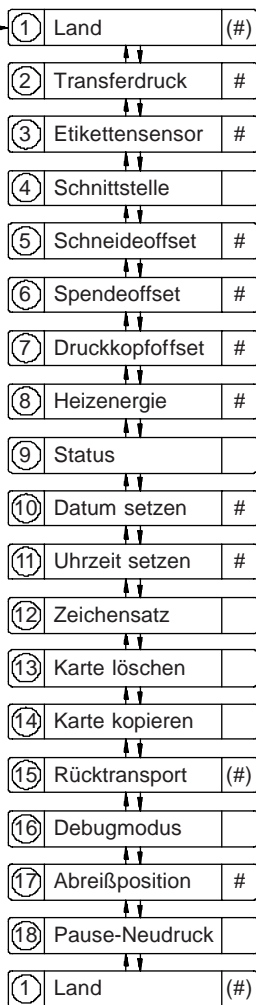 1 Land (#)
2 Transferdruck #
3 Etikettensensor #
4 Schnittstelle
5 Schneideoffset #
6 Spendeoffset #
7 Druckkopfoffset #
8 Heizenergie #
9 Status
10 Datum setzen #
11 Uhrzeit setzen #
12 Zeichensatz
13 Karte löschen
14 Karte kopieren
15 Rücktransport (#)
16 Debugmodus
17 Abreißposition #
18 Pause-Neudruck
1 Land (#)